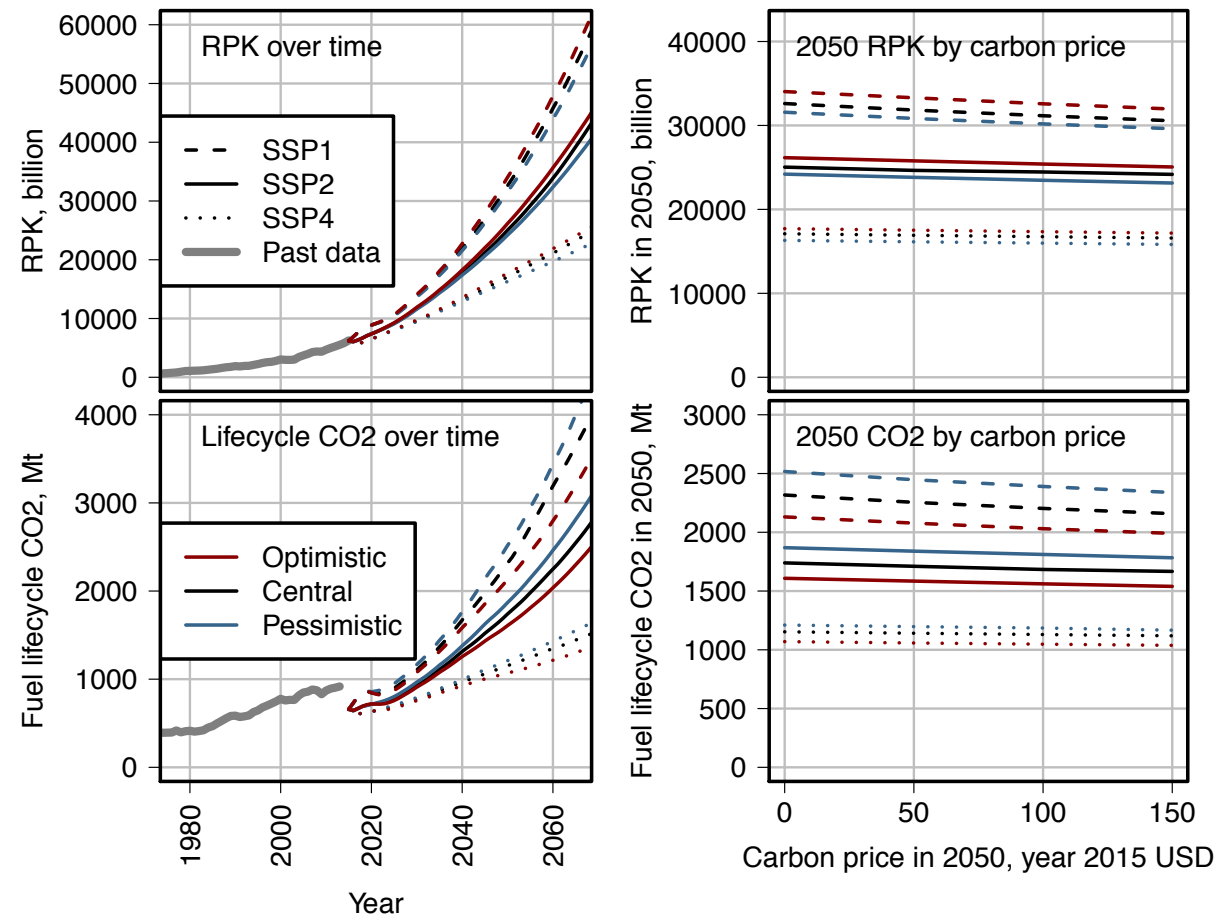 RPK over time
RPK, billion
60000
50000
40000
30000
20000
10000
0
SSP1
SSP2
SSP4
Past data
2050 RPK by carbon price
RPK in 2050, billion
40000
30000
20000
10000
0
Lifecycle CO2 over time
Fuel lifecycle CO2, Mt
4000
3000
2000
1000
0
Optimistic
Central
Pessimistic
1980
2000
2020
2040
2060
Year
2050 CO2 by carbon price
Fuel lifecycle CO2 in 2050, Mt
3000
2500
2000
1500
1000
500
0
0
50
100
150
Carbon price in 2050, year 2015 USD